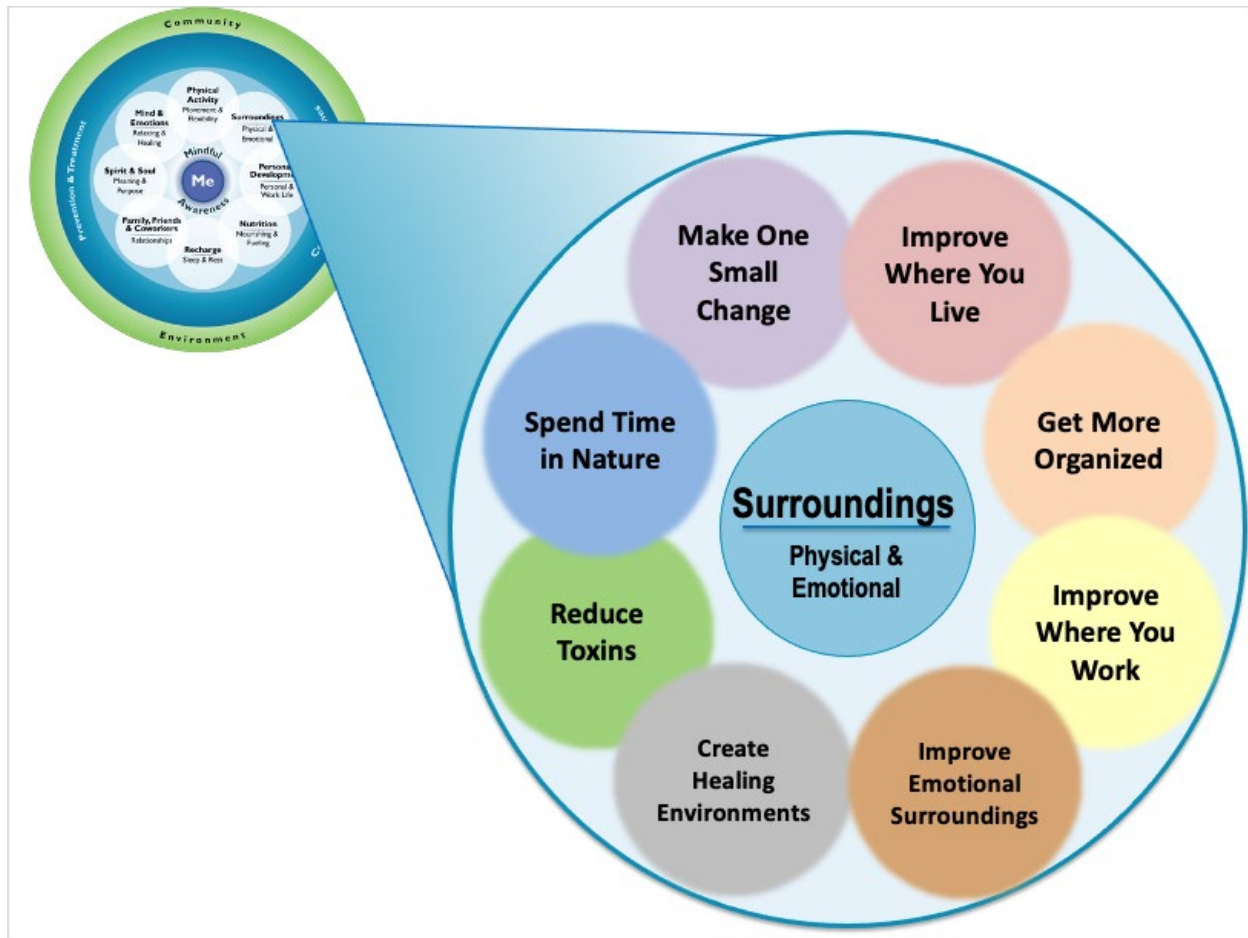 Community
Physical
Activity
Movement &
Flexibility
Mind &
Emotions
Relaxing &
Healing
Surroundings
Physical &
Emotional
Prevention & Treatment
Spirit & Soul
Meaning &
Purpose
Mindful
Me
Awareness
Personal &
Work Life
Family, Friends
& Coworkers
Relationships
Nutrition
Nourishing &
Fueling
Recharge
Sleep & Rest
Environment
Make One
Small
Change
Improve
Where You
Live
Get More
Organized
Improve
Where You
Work
Improve
Emotional
Surroundings
Create
Healing
Environments
Reduce
Toxins
Spend Time
in Nature
Surroundings
Physical &
Emotional